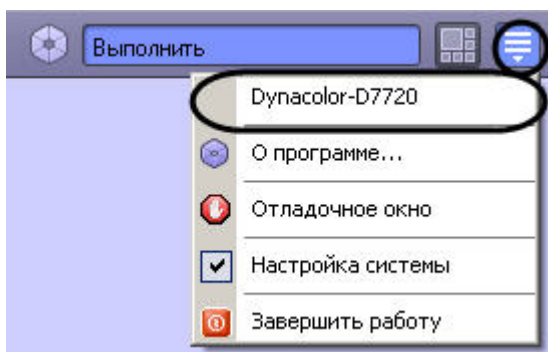 Выполнить
Dynacolor-D7720
О программе...
Отладочное окно
Настройка системы
Завершить работу